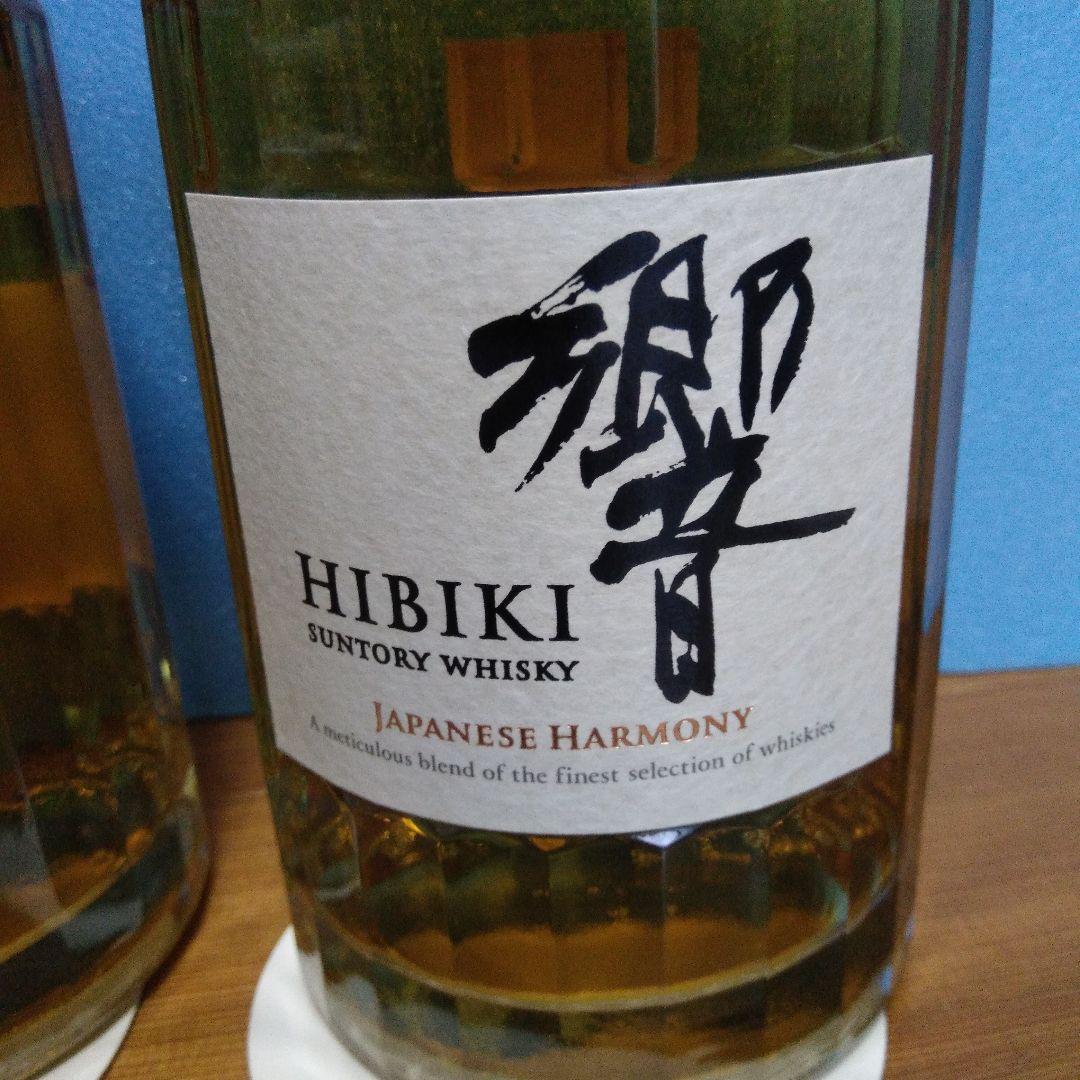 響
HIBIKI
SUNTORY WHISKY
JAPANESE HARMONY
A meticulous blend of the finest selection of whiskies